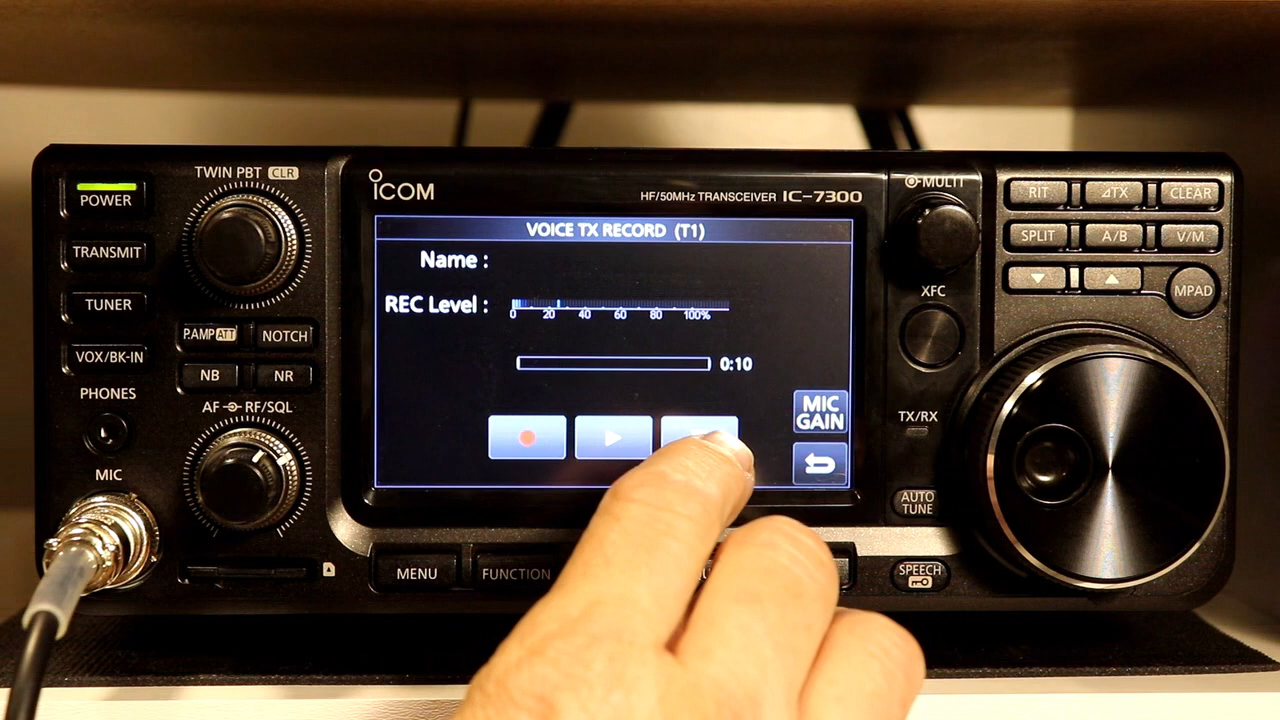 POWER
TRANSMIT
TUNER
VOX/BK-IN
PHONES
MIC
TWIN PBT CLR
P.AMP ATT
NOTCH
NB
NR
AF RF/SQL
ICOM
HF/50MHz TRANSCEIVER IC-7300
VOICE TX RECORD (T1)
Name :
REC Level :
0 20 40 60 80 100%
0:10
MIC
GAIN
MENU
FUNCTION
MULTI
XFC
TX/RX
AUTO
TUNE
SPEECH
RIT
⊿TX
CLEAR
SPLIT
A/B
V/M
MPAD